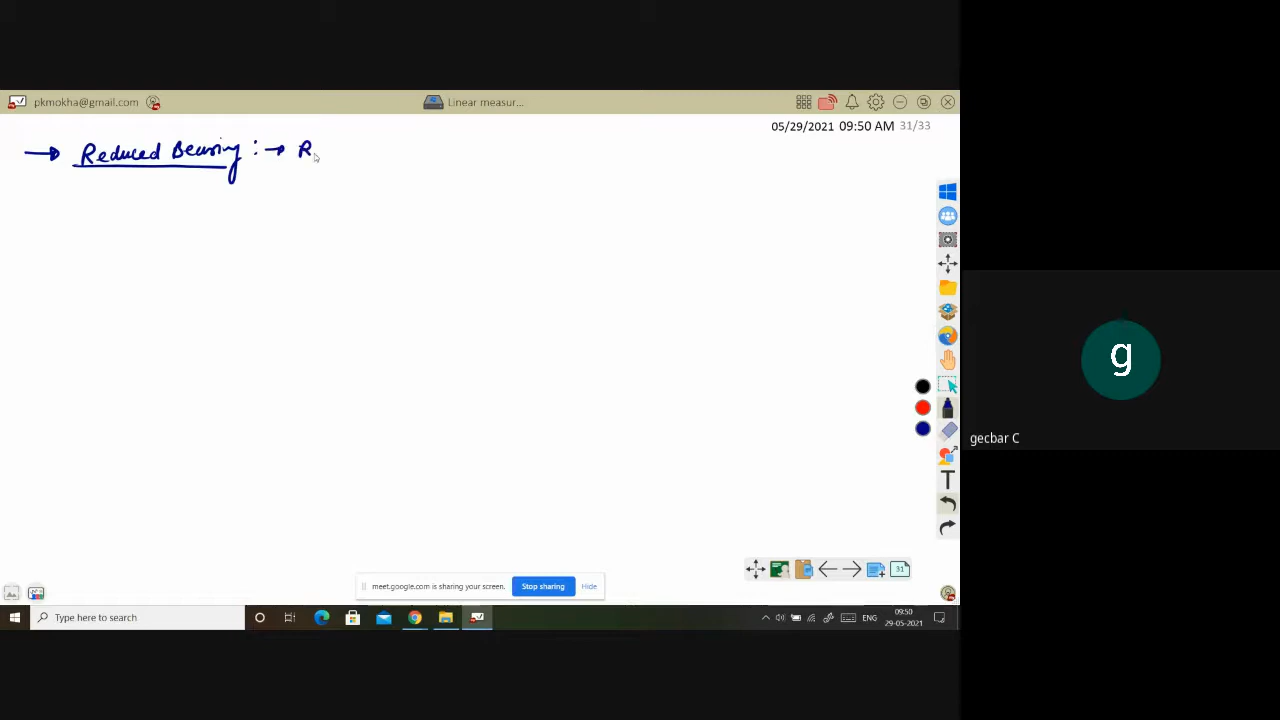 pkmokha@gmail.com
Linear measur...
05/29/2021 09:50 AM 31/33
→ Reduced Bearing :→ R
g
gecbar C
T
31
meet.google.com is sharing your screen. Stop sharing Hide
Type here to search
ENG
09:50
29-05-2021